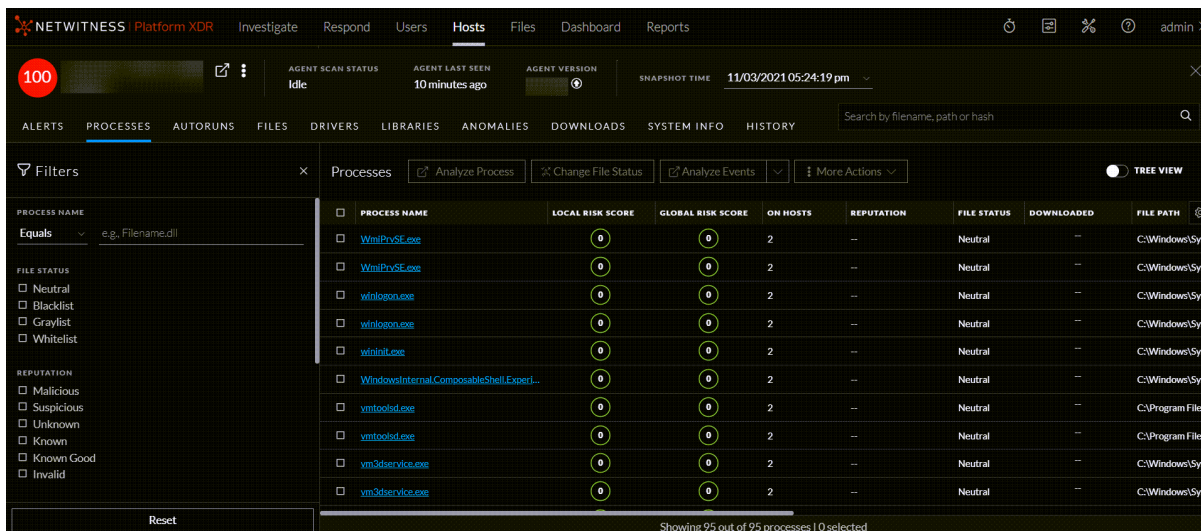 NETWITNESS | Platform XDR Investigate Respond Users Hosts Files Dashboard Reports admin
100 AGENT SCAN STATUS AGENT LAST SEEN AGENT VERSION SNAPSHOT TIME 11/03/2021 05:24:19 pm
Idle 10 minutes ago
ALERTS PROCESSES AUTORUNS FILES DRIVERS LIBRARIES ANOMALIES DOWNLOADS SYSTEM INFO HISTORY Search by filename, path or hash
Filters Processes Analyze Process Change File Status Analyze Events More Actions TREE VIEW
PROCESS NAME
Equals e.g., Filename.dll
FILE STATUS
Neutral
Blacklist
Graylist
Whitelist
REPUTATION
Malicious
Suspicious
Unknown
Known
Known Good
Invalid
Reset
PROCESS NAME LOCAL RISK SCORE GLOBAL RISK SCORE ON HOSTS REPUTATION FILE STATUS DOWNLOADED FILE PATH
WmiPrvSE.exe 0 0 2 -- Neutral -- C:\Windows\Sy
WmiPrvSE.exe 0 0 2 -- Neutral -- C:\Windows\Sy
winlogon.exe 0 0 2 -- Neutral -- C:\Windows\Sy
winlogon.exe 0 0 2 -- Neutral -- C:\Windows\Sy
wininit.exe 0 0 2 -- Neutral -- C:\Windows\Sy
WindowsInternal.ComposableShell.Experi... 0 0 2 -- Neutral -- C:\Windows\Sy
vmtoolsd.exe 0 0 2 -- Neutral -- C:\Program File
vmtoolsd.exe 0 0 2 -- Neutral -- C:\Program File
vm3dservice.exe 0 0 2 -- Neutral -- C:\Windows\Sy
vm3dservice.exe 0 0 2 -- Neutral -- C:\Windows\Sy
Showing 95 out of 95 processes | 0 selected